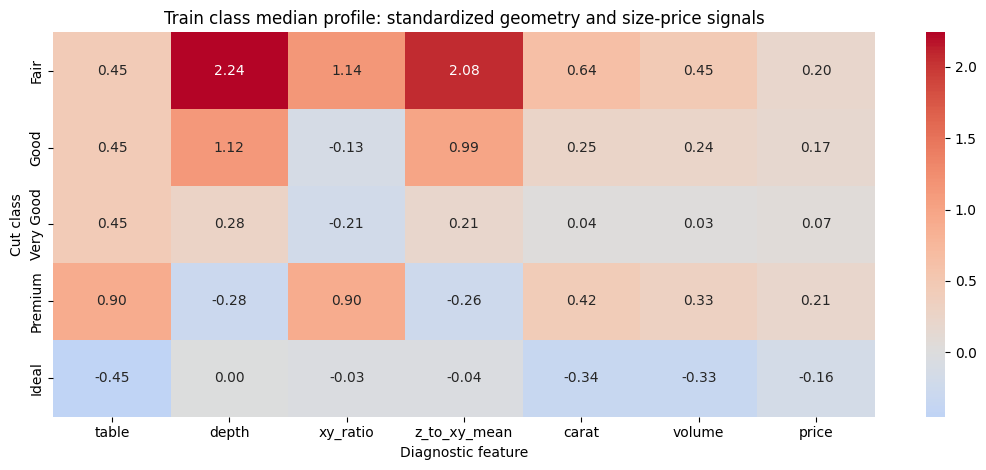 Train class median profile: standardized geometry and size-price signals
Cut class
Fair 0.45 2.24 1.14 2.08 0.64 0.45 0.20
Good 0.45 1.12 -0.13 0.99 0.25 0.24 0.17
Very Good 0.45 0.28 -0.21 0.21 0.04 0.03 0.07
Premium 0.90 -0.28 0.90 -0.26 0.42 0.33 0.21
Ideal -0.45 0.00 -0.03 -0.04 -0.34 -0.33 -0.16
table depth xy_ratio z_to_xy_mean carat volume price
Diagnostic feature
2.0
1.5
1.0
0.5
0.0